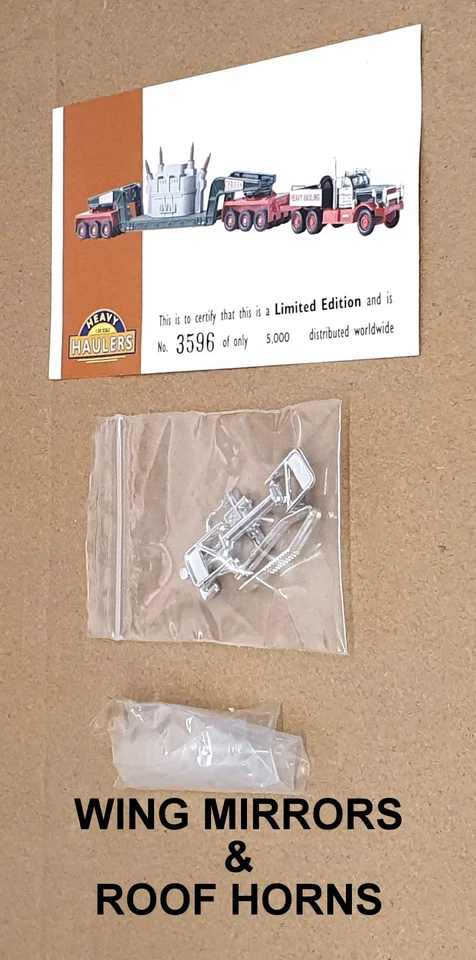 HEAVY HAULING
HEAVY
HAULERS
This is to certify that this is a Limited Edition and is
No. 3596 of only 5,000 distributed worldwide
WING MIRRORS
&
ROOF HORNS